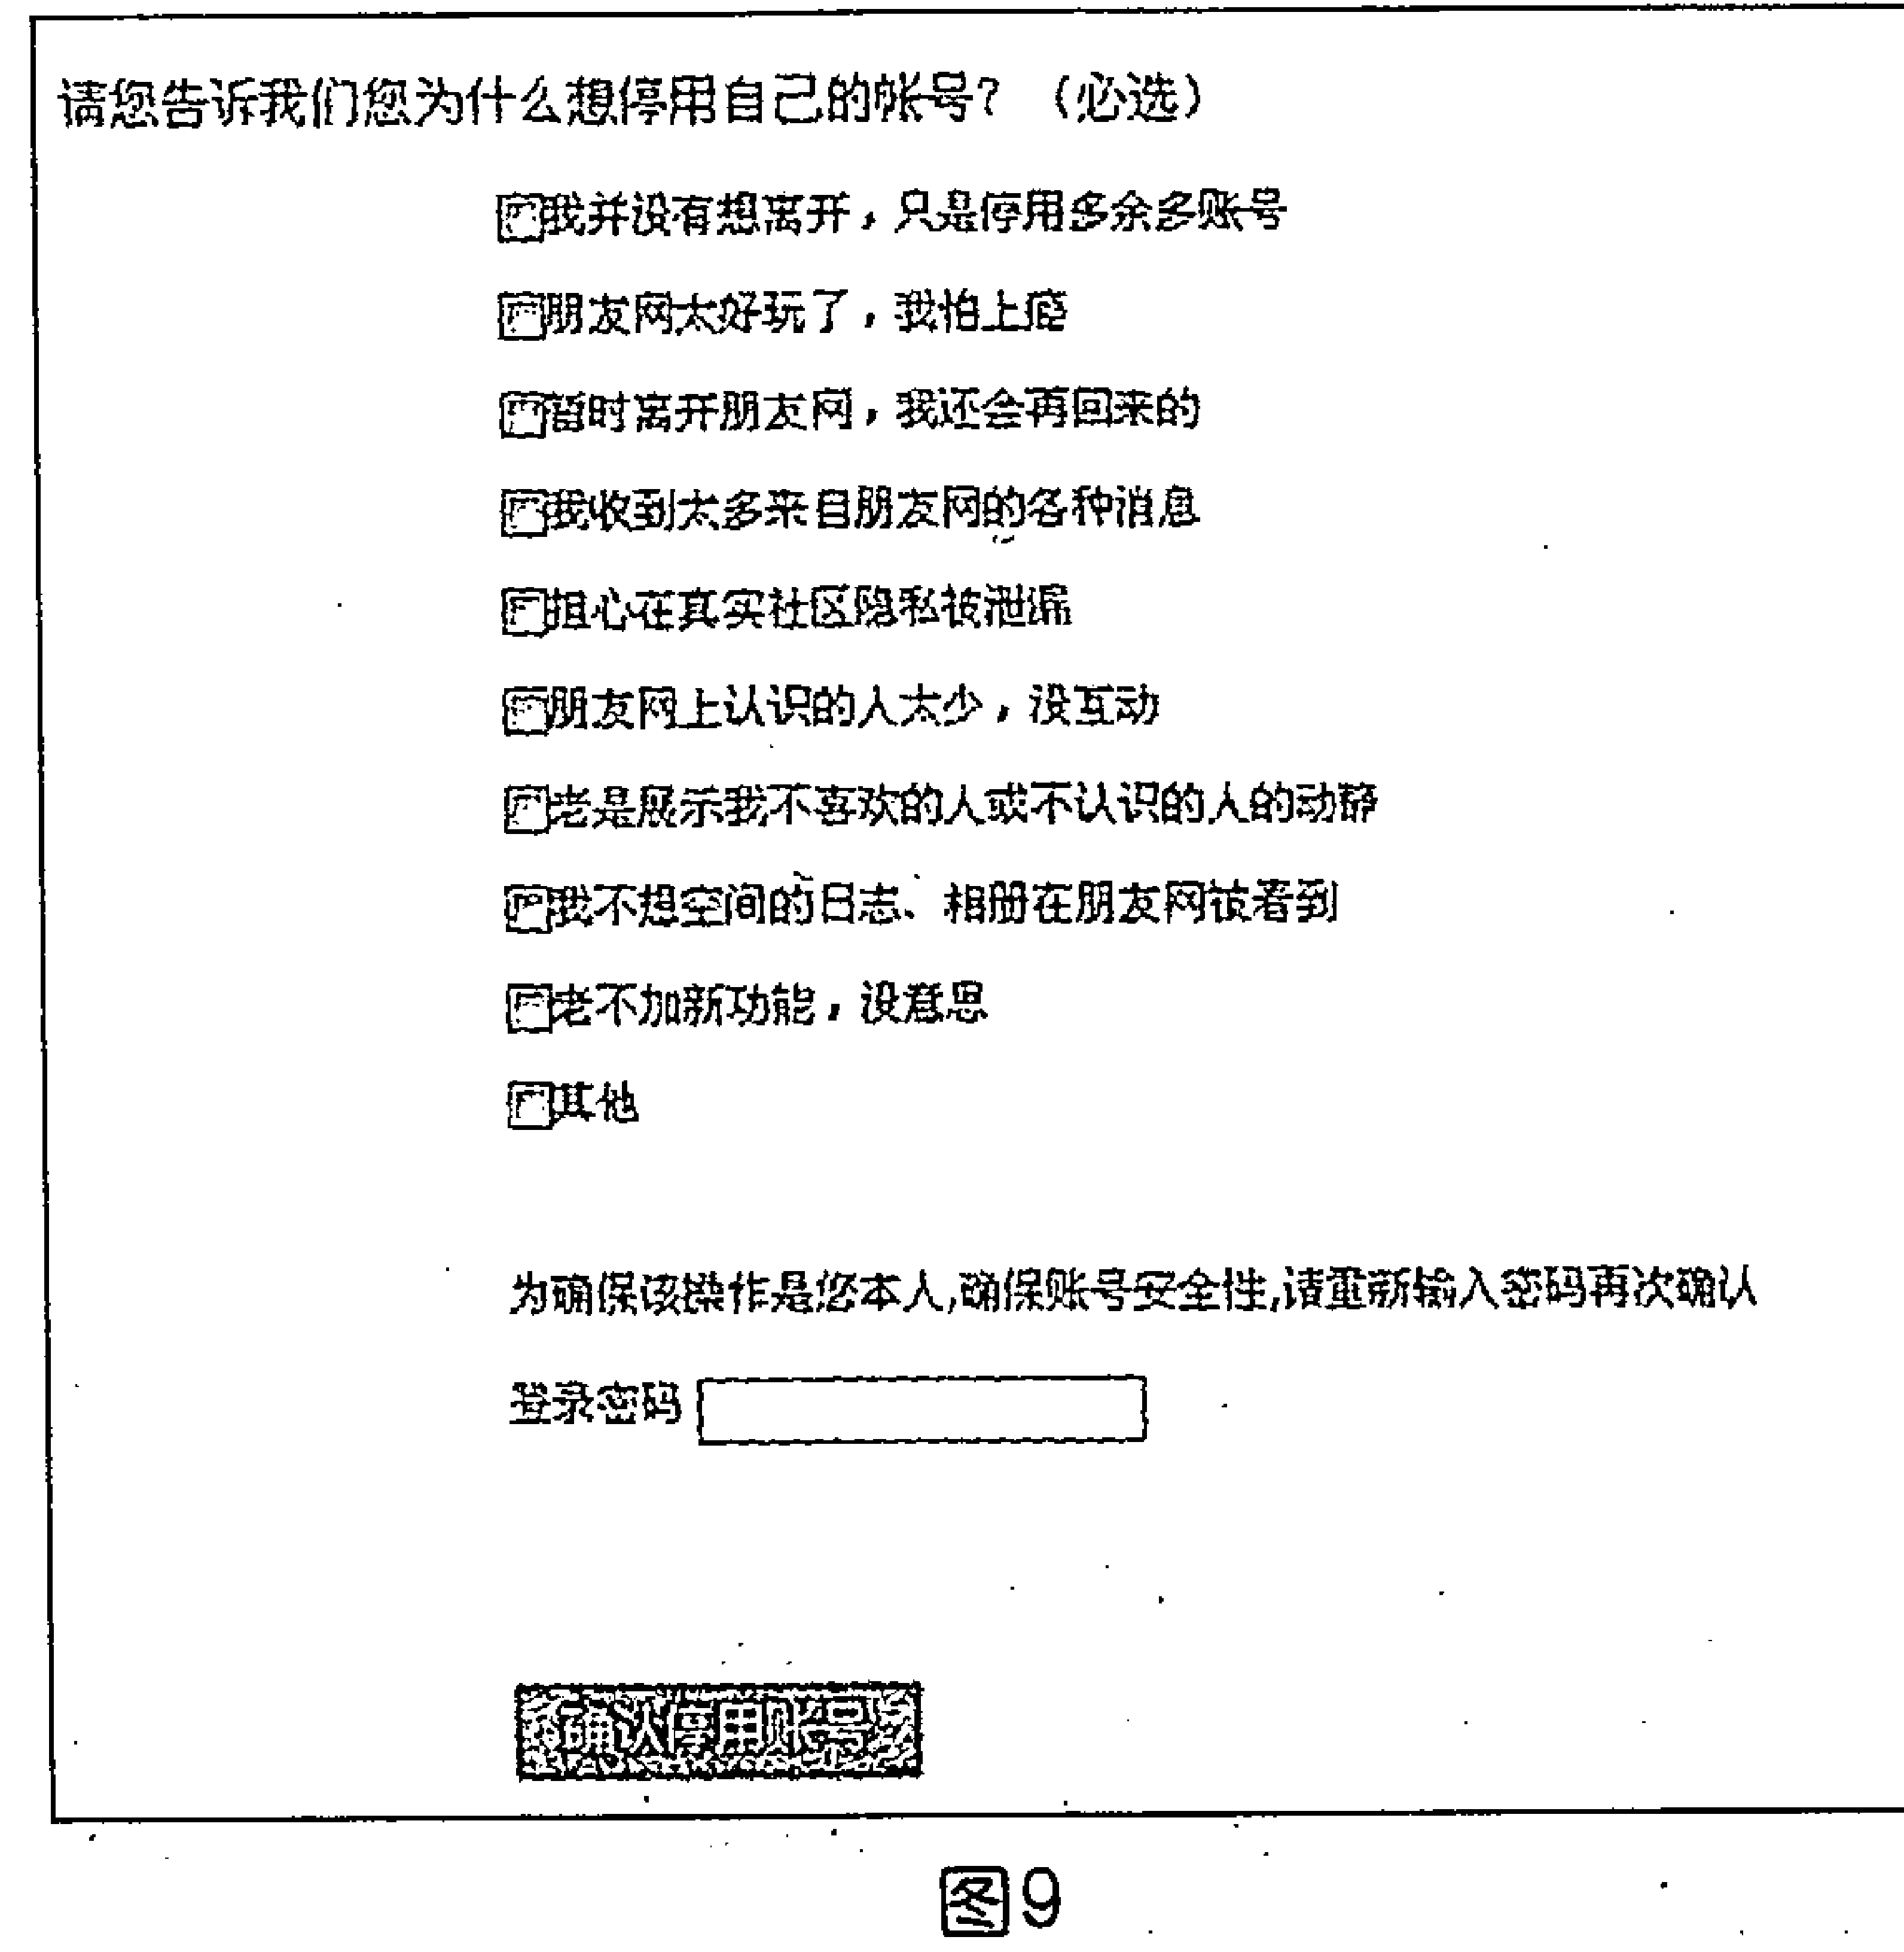 请您告诉我们您为什么想停用自己的帐号？（必选）
我并没有想离开，只是停用多余多账号
朋友网太好玩了，我怕上瘾
暂时离开朋友网，我还会再回来的
我收到太多来自朋友网的各种消息
担心在真实社区隐私被泄漏
朋友网上认识的人太少，没互动
老是展示我不喜欢的人或不认识的人的动静
我不想空间的日志、相册在朋友网被看到
老不加新功能，没意思
其他
为确保该操作是您本人,确保账号安全性,请重新输入密码再次确认
登录密码
确认停用账号
图9